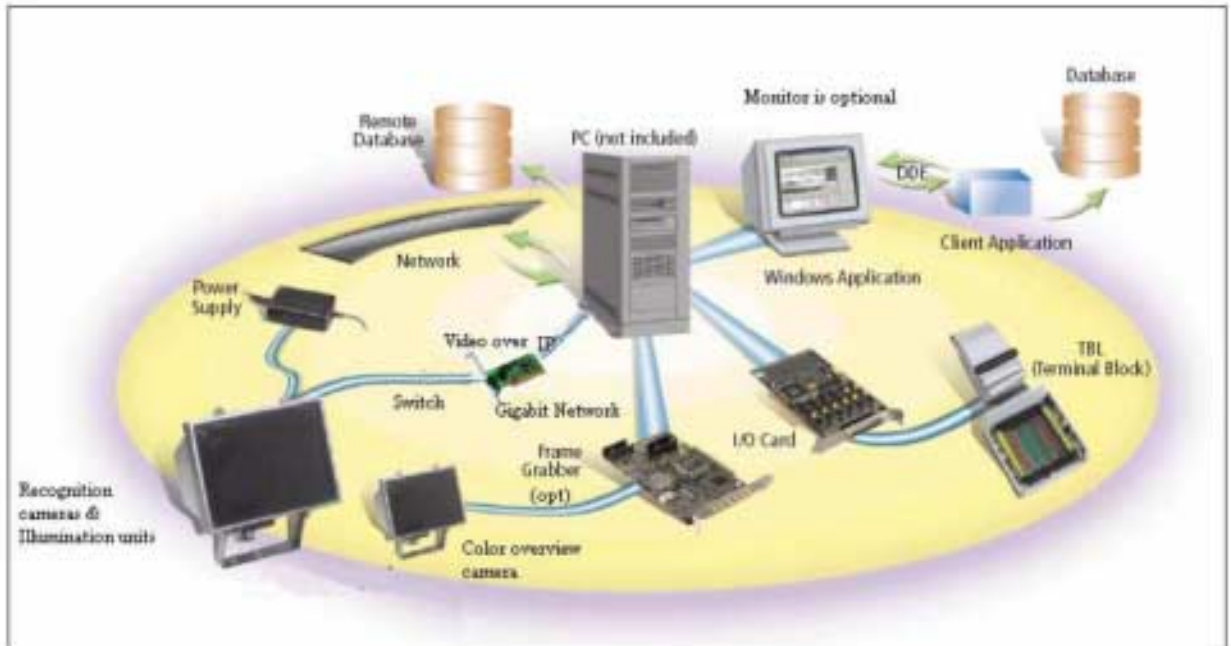 Database
Monitor is optional
Remote
Database
PC (not included)
DDE
Client Application
Network
Windows Application
Power
Supply
Video over IP
TBL
(Terminal Block)
Switch
Gigabit Network
I/O Card
Frame
Grabber
(opt)
Recognition
cameras &
Illumination units
Color overview
camera